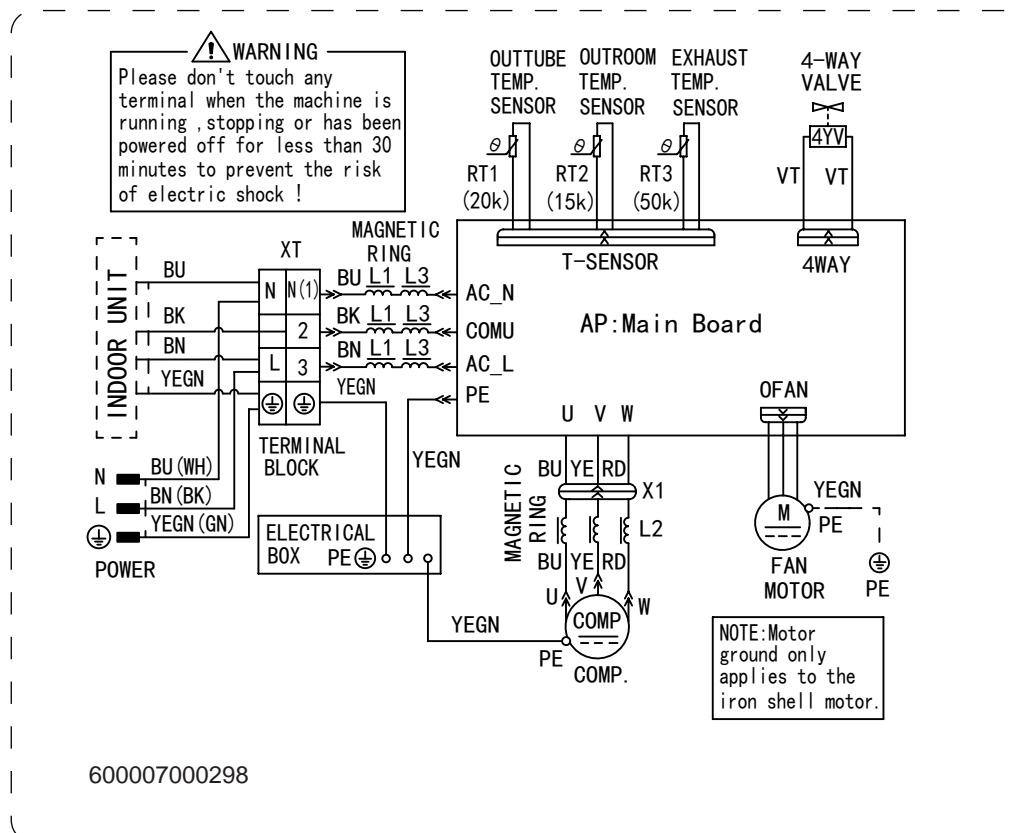 WARNING
Please don't touch any
terminal when the machine is
running ,stopping or has been
powered off for less than 30
minutes to prevent the risk
of electric shock !
OUTTUBE
TEMP.
SENSOR
OUTROOM
TEMP.
SENSOR
EXHAUST
TEMP.
SENSOR
4-WAY
VALVE
4YV
θ
RT1
(20k)
θ
RT2
(15k)
θ
RT3
(50k)
VT VT
T-SENSOR
4WAY
MAGNETIC
RING
XT
INDOOR UNIT
BU
BK
BN
YEGN
N N(1)
2
L 3
BU L1 L3
BK L1 L3
BN L1 L3
YEGN
AC_N
COMU
AC_L
PE
AP:Main Board
TERMINAL
BLOCK
YEGN
N BU(WH)
L BN(BK)
YEGN(GN)
POWER
ELECTRICAL
BOX PE
U V W
BU YE RD
X1
MAGNETIC
RING
L2
BU YE RD
U V W
COMP
YEGN
PE
COMP.
OFAN
M
YEGN
PE
FAN
MOTOR
PE
NOTE:Motor
ground only
applies to the
iron shell motor.
600007000298